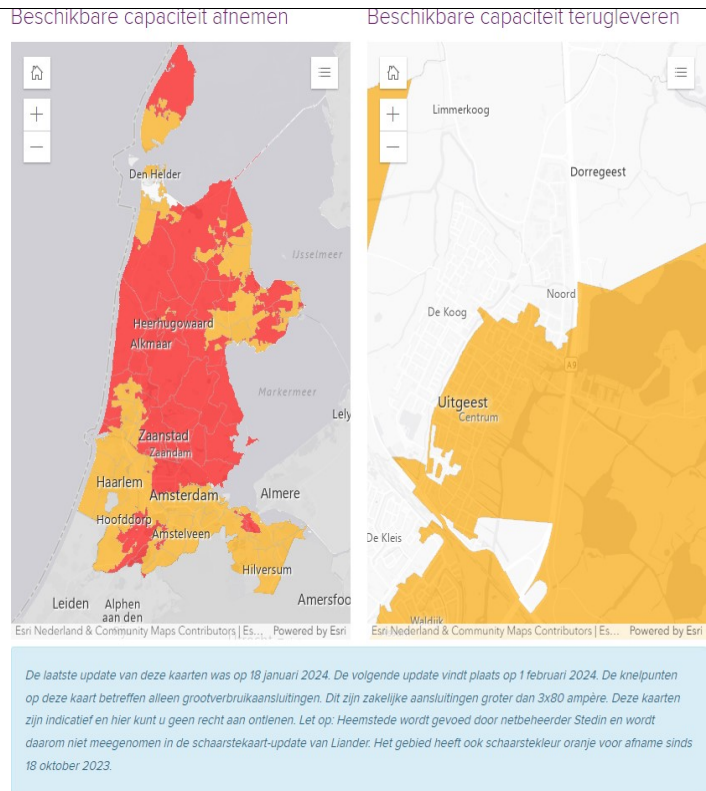 Beschikbare capaciteit afnemen
Beschikbare capaciteit terugleveren
Den Helder
IJsselmeer
Heerhugowaard
Alkmaar
Markermeer
Lely
Zaanstad
Zaandam
Haarlem
Amsterdam
Almere
Hoofddorp
Amstelveen
Hilversum
Leiden
Alphen
aan den
Amersfoo
Esri Nederland & Community Maps Contributors | Es... Powered by Esri
Limmerkoog
Dorregeest
Noord
De Koog
A9
Uitgeest
Centrum
De Kleis
Waldijk
Esri Nederland & Community Maps Contributors | Es... Powered by Esri
De laatste update van deze kaarten was op 18 januari 2024. De volgende update vindt plaats op 1 februari 2024. De knelpunten
op deze kaart betreffen alleen grootverbruikaansluitingen. Dit zijn zakelijke aansluitingen groter dan 3x80 ampère. Deze kaarten
zijn indicatief en hier kunt u geen recht aan ontlenen. Let op: Heemstede wordt gevoed door netbeheerder Stedin en wordt
daarom niet meegenomen in de schaarstekaart-update van Liander. Het gebied heeft ook schaarstekleur oranje voor afname sinds
18 oktober 2023.